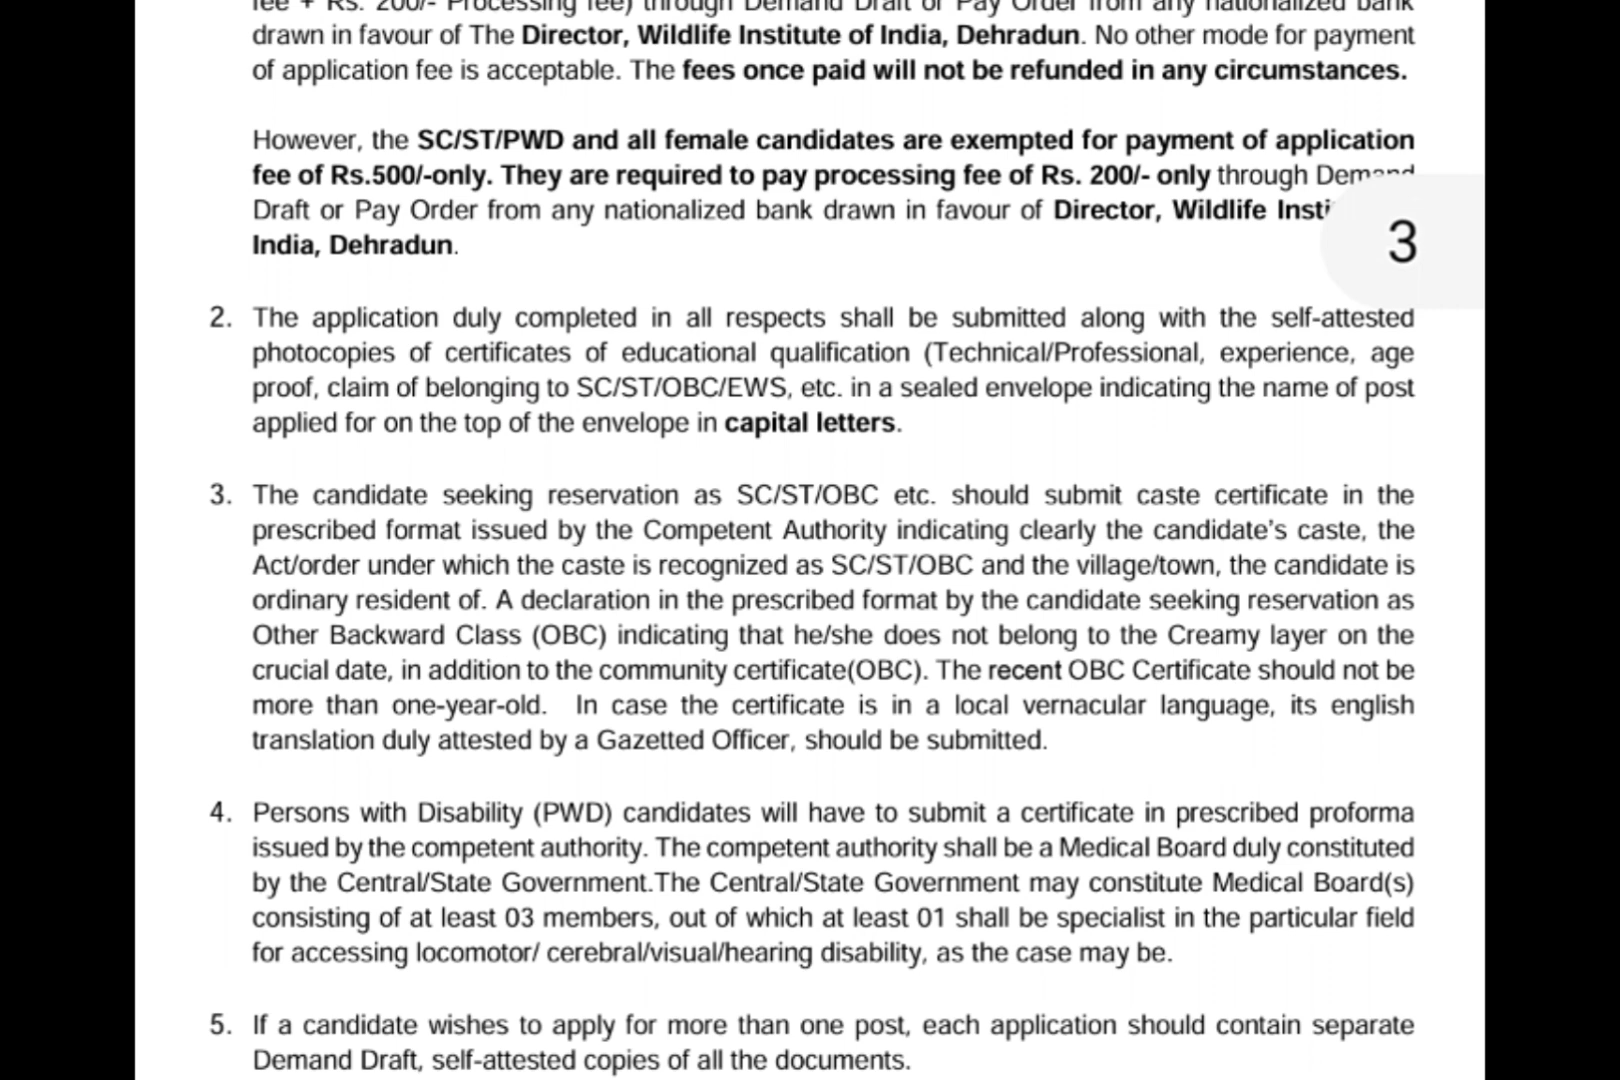 fee + Rs. 200/- Processing fee) through Demand Draft or Pay Order from any nationalized bank
drawn in favour of The Director, Wildlife Institute of India, Dehradun. No other mode for payment
of application fee is acceptable. The fees once paid will not be refunded in any circumstances.
However, the SC/ST/PWD and all female candidates are exempted for payment of application
fee of Rs.500/-only. They are required to pay processing fee of Rs. 200/- only through Demand
Draft or Pay Order from any nationalized bank drawn in favour of Director, Wildlife Insti
India, Dehradun.
3
2. The application duly completed in all respects shall be submitted along with the self-attested
photocopies of certificates of educational qualification (Technical/Professional, experience, age
proof, claim of belonging to SC/ST/OBC/EWS, etc. in a sealed envelope indicating the name of post
applied for on the top of the envelope in capital letters.
3. The candidate seeking reservation as SC/ST/OBC etc. should submit caste certificate in the
prescribed format issued by the Competent Authority indicating clearly the candidate's caste, the
Act/order under which the caste is recognized as SC/ST/OBC and the village/town, the candidate is
ordinary resident of. A declaration in the prescribed format by the candidate seeking reservation as
Other Backward Class (OBC) indicating that he/she does not belong to the Creamy layer on the
crucial date, in addition to the community certificate(OBC). The recent OBC Certificate should not be
more than one-year-old. In case the certificate is in a local vernacular language, its english
translation duly attested by a Gazetted Officer, should be submitted.
4. Persons with Disability (PWD) candidates will have to submit a certificate in prescribed proforma
issued by the competent authority. The competent authority shall be a Medical Board duly constituted
by the Central/State Government.The Central/State Government may constitute Medical Board(s)
consisting of at least 03 members, out of which at least 01 shall be specialist in the particular field
for accessing locomotor/ cerebral/visual/hearing disability, as the case may be.
5. If a candidate wishes to apply for more than one post, each application should contain separate
Demand Draft, self-attested copies of all the documents.